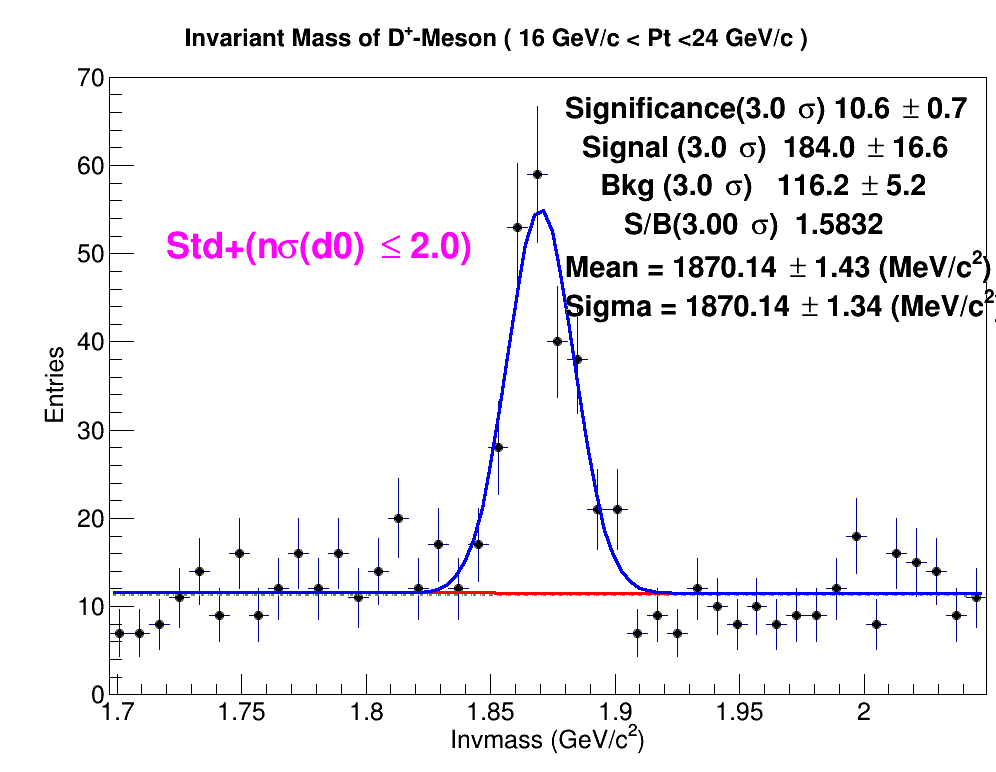 Invariant Mass of D⁺-Meson ( 16 GeV/c < Pt <24 GeV/c )
70
60
50
40
30
20
10
0
Entries
Significance(3.0 σ) 10.6 ± 0.7
Signal (3.0 σ) 184.0 ± 16.6
Bkg (3.0 σ) 116.2 ± 5.2
S/B(3.00 σ) 1.5832
Mean = 1870.14 ± 1.43 (MeV/c²)
Sigma = 1870.14 ± 1.34 (MeV/c²
Std+(nσ(d0) ≤ 2.0)
1.7 1.75 1.8 1.85 1.9 1.95 2
Invmass (GeV/c²)